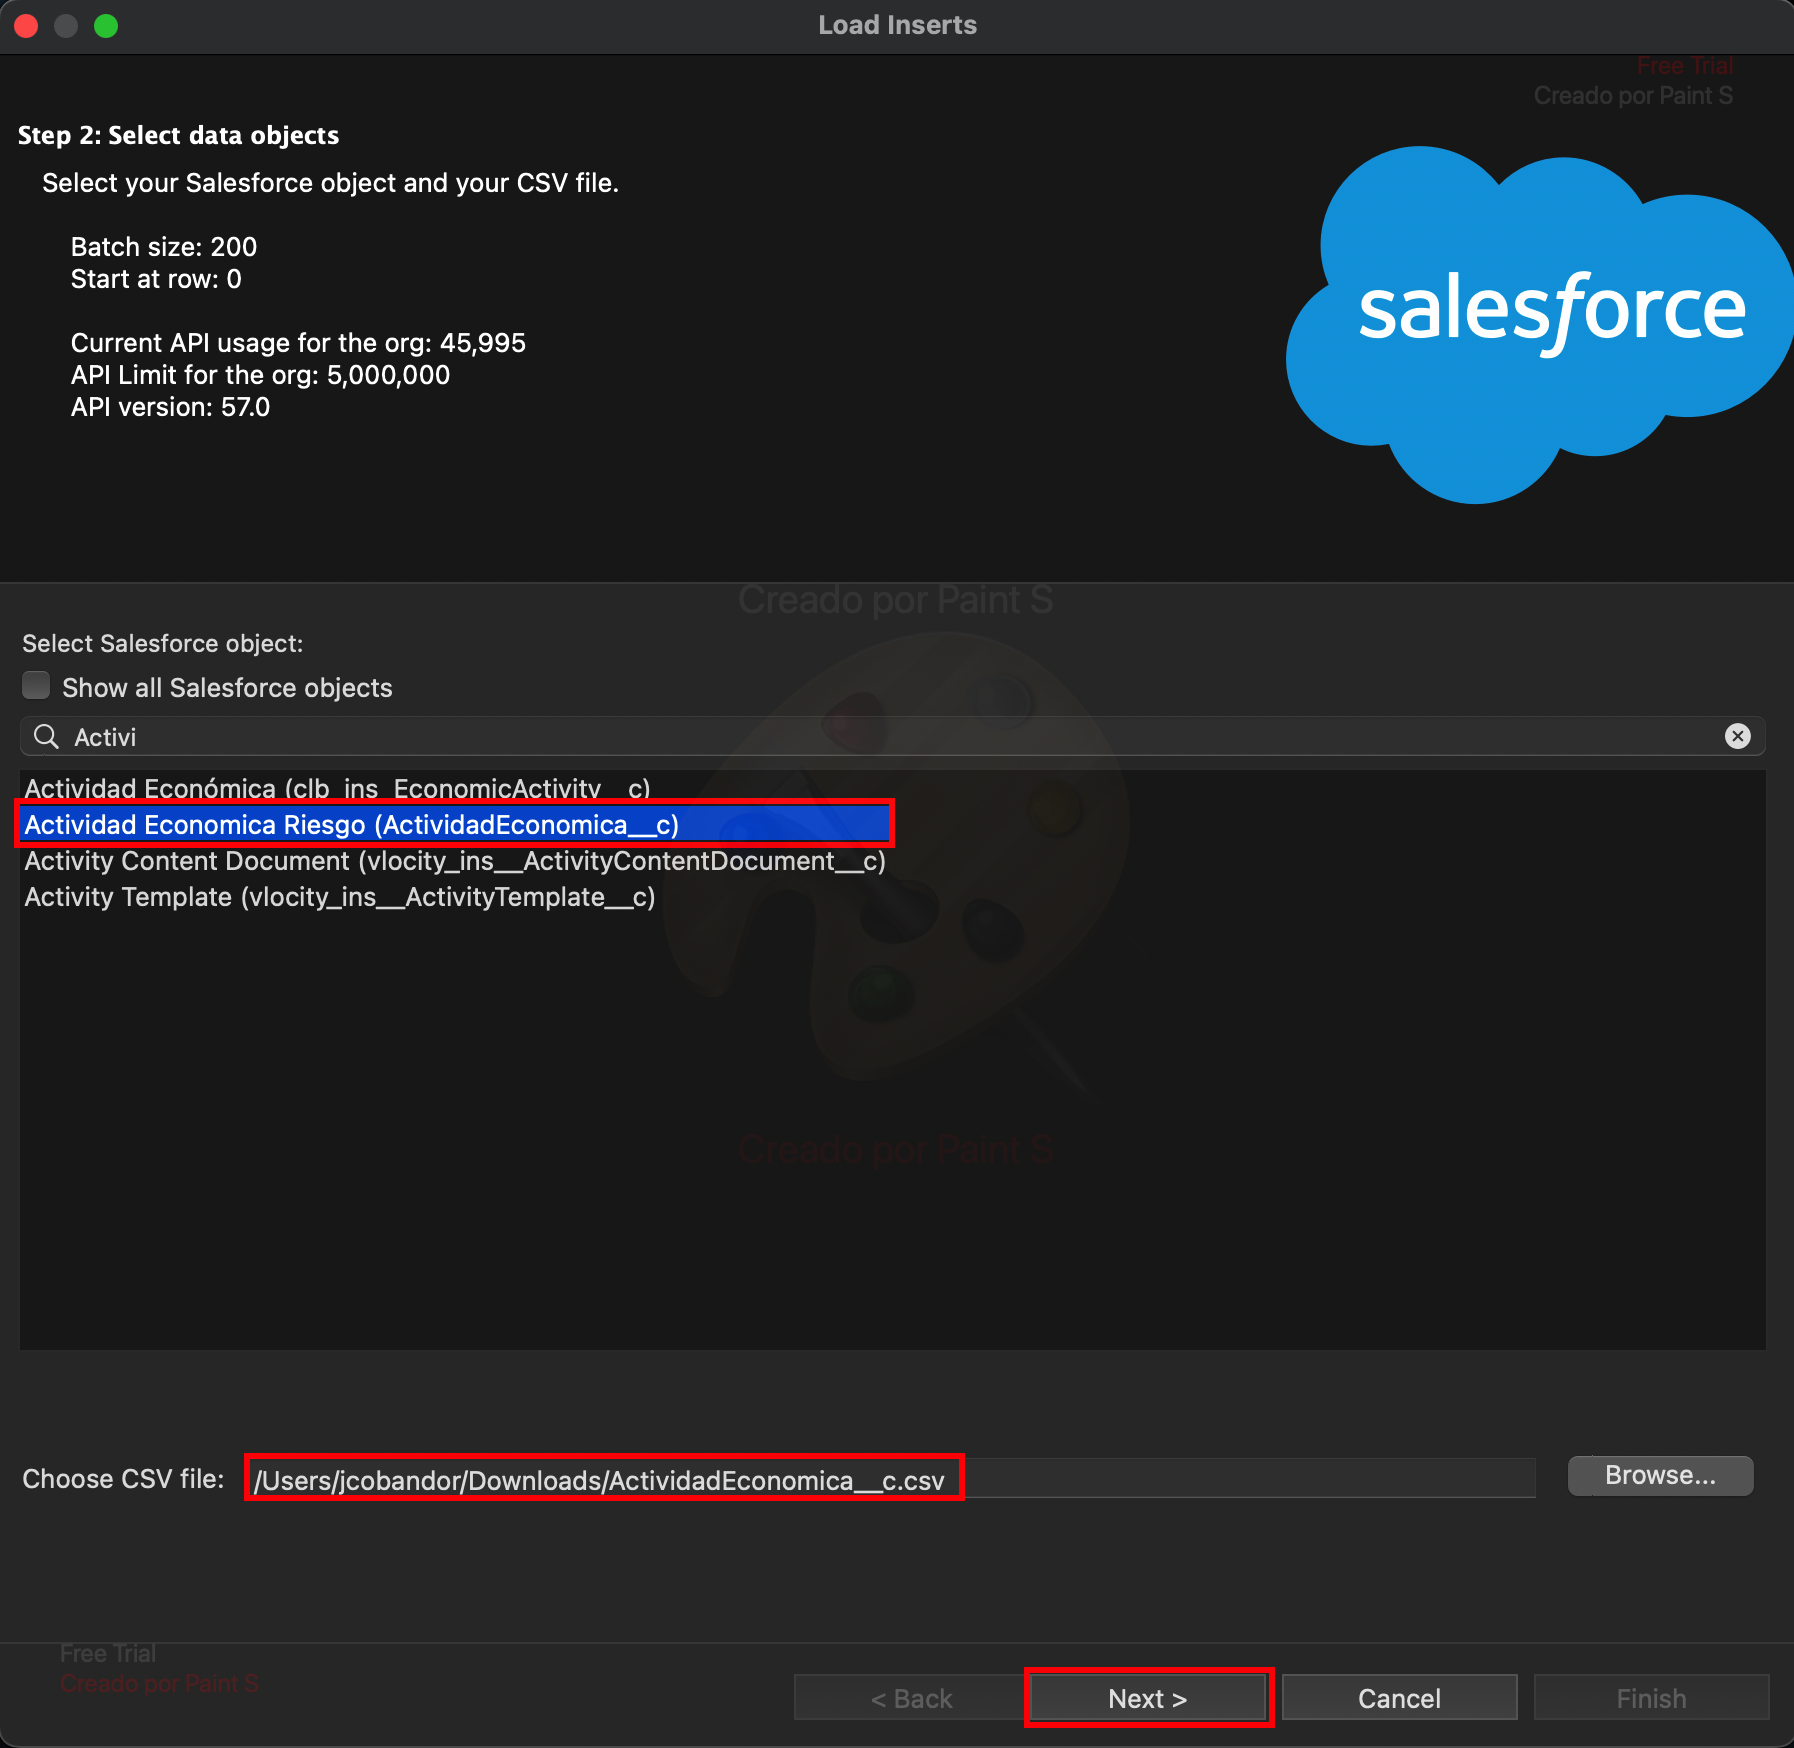 Load Inserts
Free Trial
Creado por Paint S
Step 2: Select data objects
Select your Salesforce object and your CSV file.
Batch size: 200
Start at row: 0
Current API usage for the org: 45,995
API Limit for the org: 5,000,000
API version: 57.0
salesforce
Creado por Paint S
Select Salesforce object:
Show all Salesforce objects
Activi
Actividad Económica (clb_ins_EconomicActivity__c)
Actividad Economica Riesgo (ActividadEconomica__c)
Activity Content Document (vlocity_ins__ActivityContentDocument__c)
Activity Template (vlocity_ins__ActivityTemplate__c)
Creado por Paint S
Choose CSV file: /Users/jcobandor/Downloads/ActividadEconomica__c.csv Browse...
Free Trial
Creado por Paint S
< Back Next > Cancel Finish